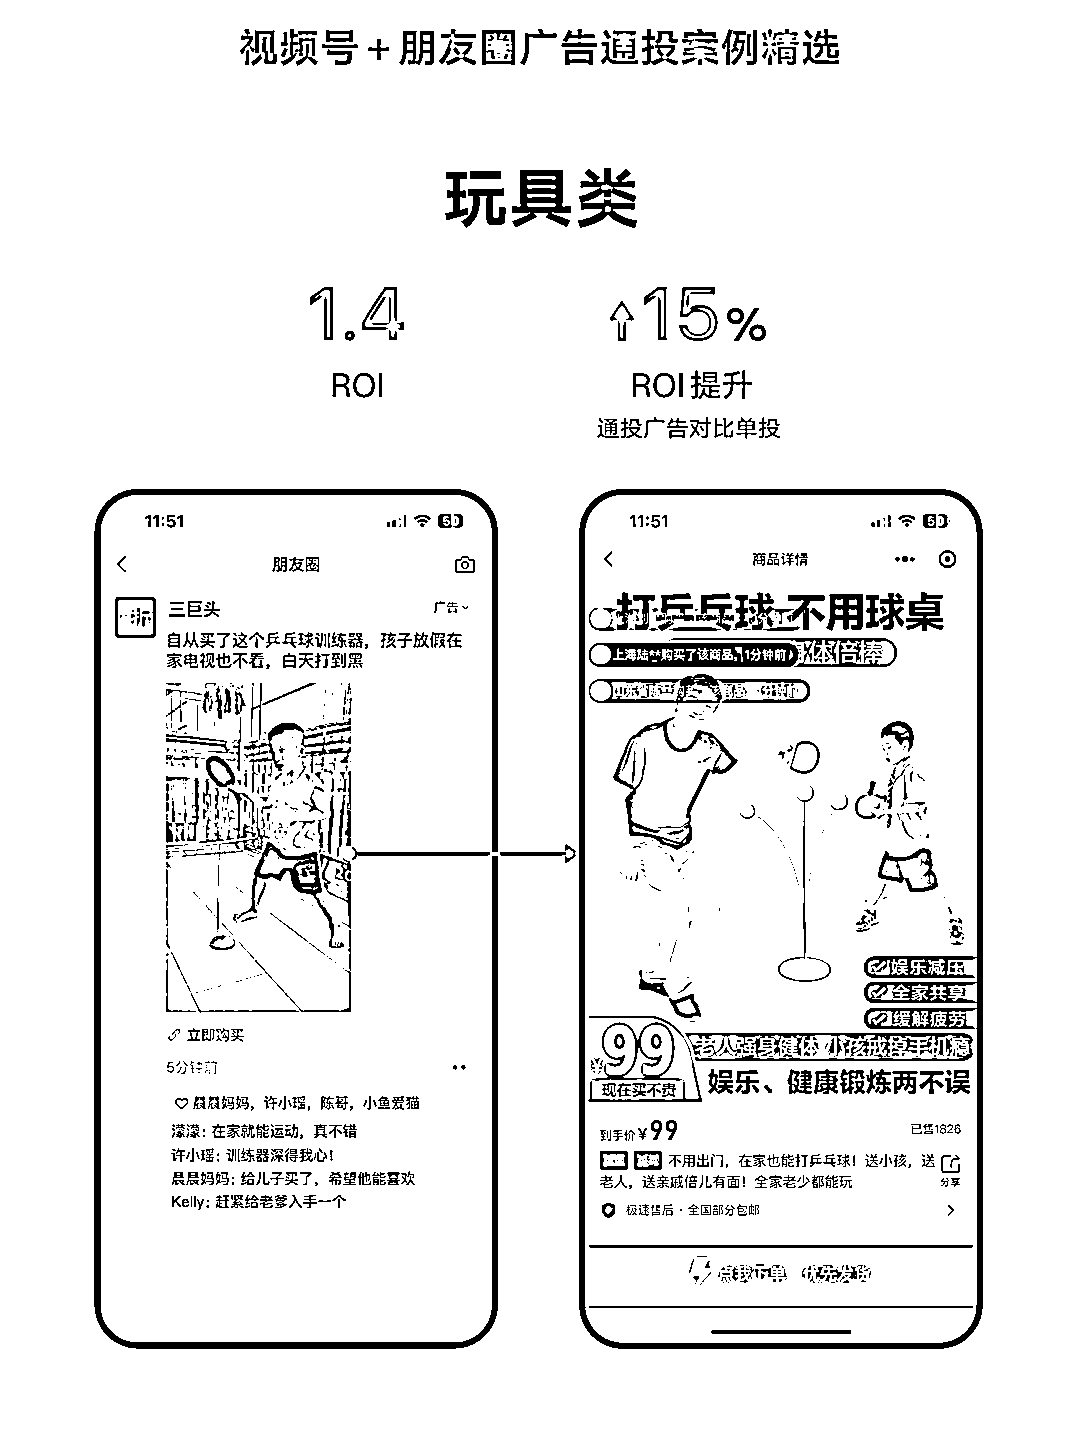 视频号+朋友圈广告通投案例精选
玩具类
1.4
ROI
15%
ROI提升
通投广告对比单投
11:51
50
朋友圈
三巨头
广告
自从买了这个乒乓球训练器，孩子放假在
家电视也不看，白天打到黑
立即购买
5分钟前
晨晨妈妈，许小瑶，陈哥，小鱼爱猫
濛濛：在家就能运动，真不错
许小瑶：训练器深得我心！
晨晨妈妈：给儿子买了，希望他能喜欢
Kelly：赶紧给老爹入手一个
11:51
50
商品详情
打乒乓球 不用球桌
上海陆**购买了该商品，1分钟前
倍棒
娱乐减压
全家共享
缓解疲劳
¥99
现在买不贵
老人强身健体 小孩戒掉手机瘾
娱乐、健康锻炼两不误
到手价¥99
已售1826
不用出门，在家也能打乒乓球！送小孩，送
老人，送亲戚倍儿有面！全家老少都能玩
分享
极速售后·全国部分包邮
点我下单 优先发货